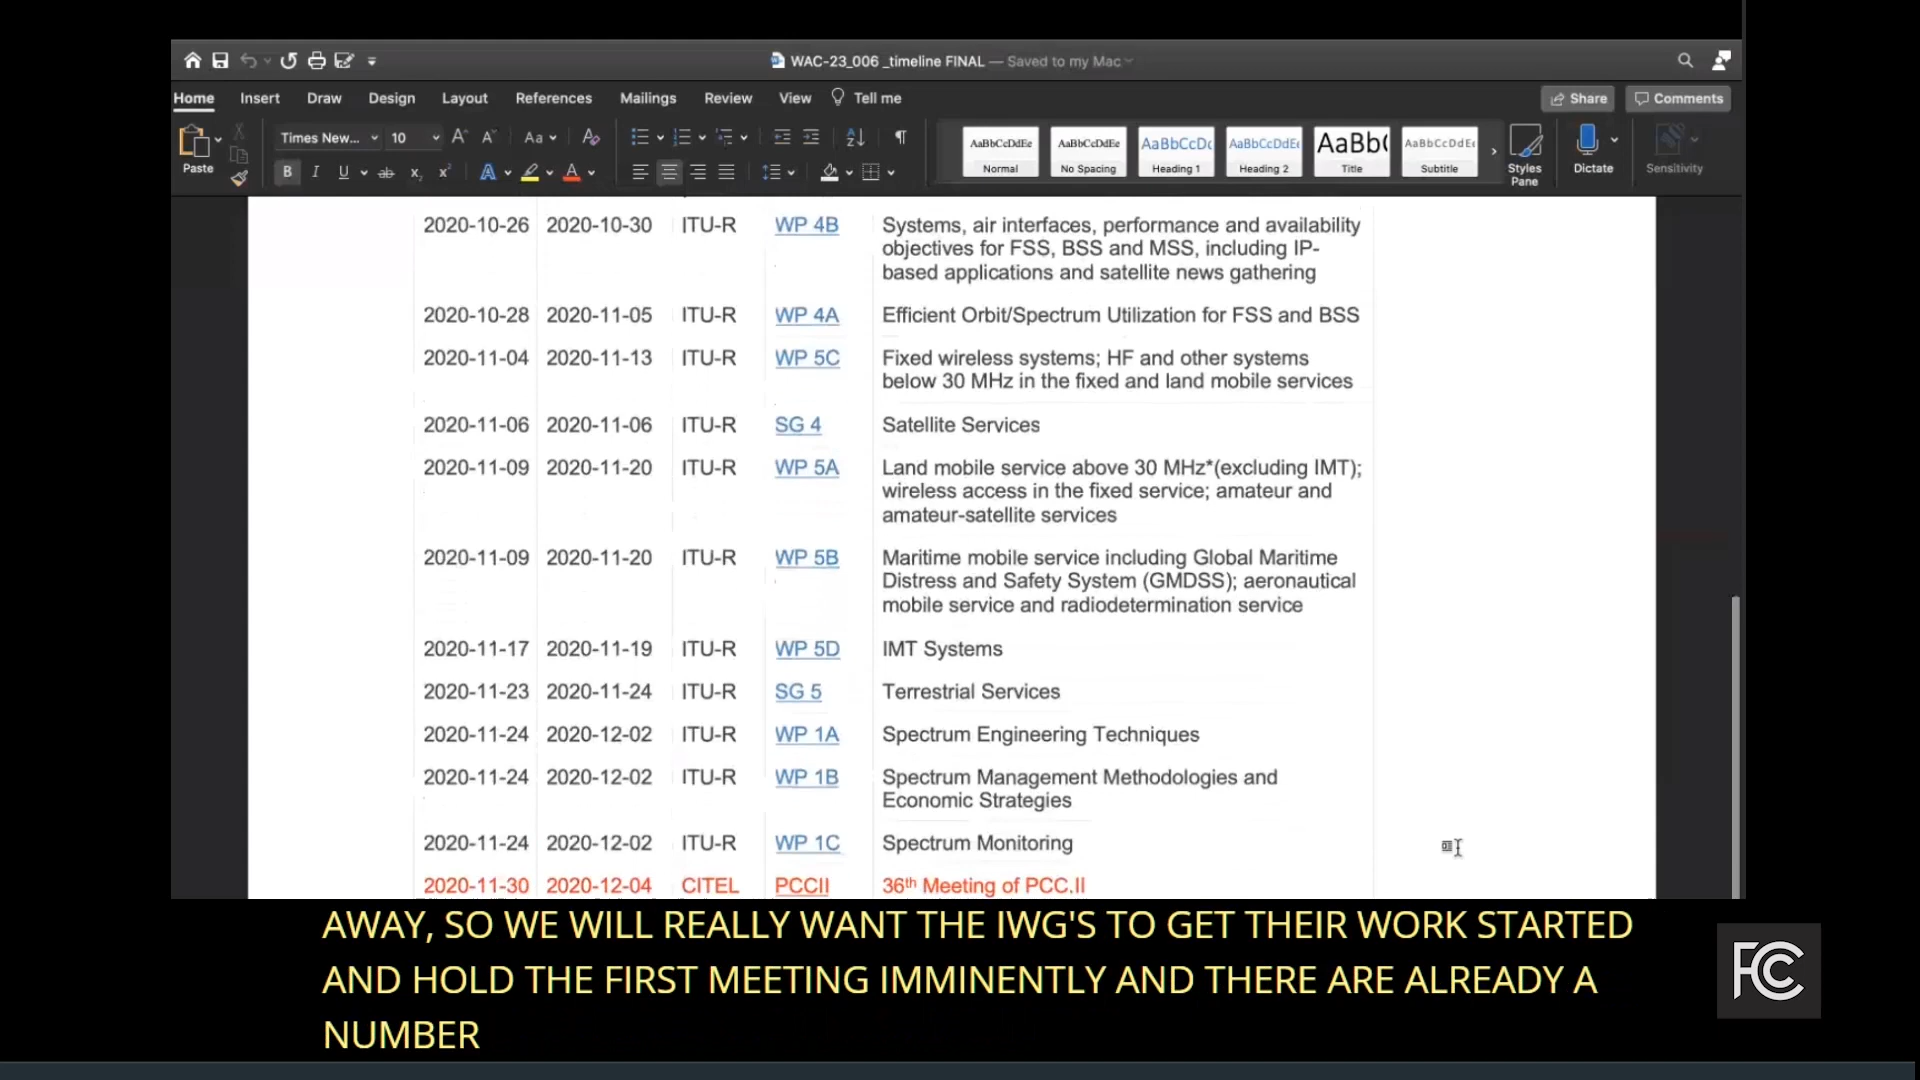 WAC-23_006 _timeline FINAL — Saved to my Mac
Home Insert Draw Design Layout References Mailings Review View Tell me Share Comments
Paste Times New... 10 Aa
AaBbCcDdEe Normal AaBbCcDdEe No Spacing AaBbCcDc Heading 1 AaBbCcDdEe Heading 2 AaBb( Title AaBbCcDdEe Subtitle Styles Pane Dictate Sensitivity
2020-10-26 2020-10-30 ITU-R WP 4B Systems, air interfaces, performance and availability
objectives for FSS, BSS and MSS, including IP-
based applications and satellite news gathering
2020-10-28 2020-11-05 ITU-R WP 4A Efficient Orbit/Spectrum Utilization for FSS and BSS
2020-11-04 2020-11-13 ITU-R WP 5C Fixed wireless systems; HF and other systems
below 30 MHz in the fixed and land mobile services
2020-11-06 2020-11-06 ITU-R SG 4 Satellite Services
2020-11-09 2020-11-20 ITU-R WP 5A Land mobile service above 30 MHz*(excluding IMT);
wireless access in the fixed service; amateur and
amateur-satellite services
2020-11-09 2020-11-20 ITU-R WP 5B Maritime mobile service including Global Maritime
Distress and Safety System (GMDSS); aeronautical
mobile service and radiodetermination service
2020-11-17 2020-11-19 ITU-R WP 5D IMT Systems
2020-11-23 2020-11-24 ITU-R SG 5 Terrestrial Services
2020-11-24 2020-12-02 ITU-R WP 1A Spectrum Engineering Techniques
2020-11-24 2020-12-02 ITU-R WP 1B Spectrum Management Methodologies and
Economic Strategies
2020-11-24 2020-12-02 ITU-R WP 1C Spectrum Monitoring
2020-11-30 2020-12-04 CITEL PCCII 36th Meeting of PCC.II
AWAY, SO WE WILL REALLY WANT THE IWG'S TO GET THEIR WORK STARTED
AND HOLD THE FIRST MEETING IMMINENTLY AND THERE ARE ALREADY A
NUMBER
FCC